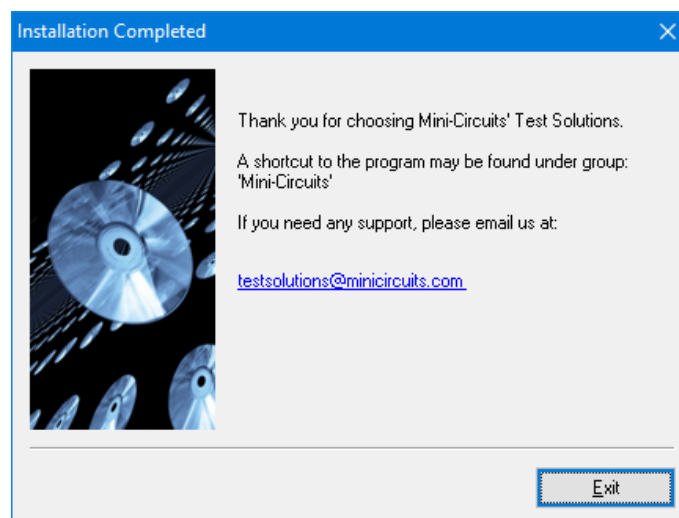 Installation Completed
Thank you for choosing Mini-Circuits' Test Solutions.
A shortcut to the program may be found under group:
'Mini-Circuits'
If you need any support, please email us at:
testsolutions@minicircuits.com
Exit